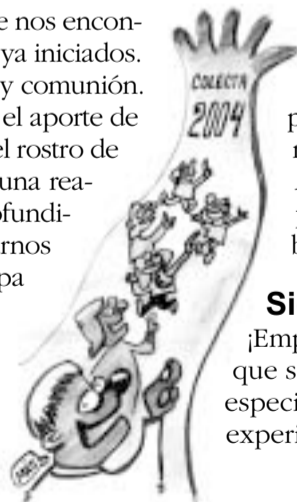 e nos encon-
ya iniciados.
y comunión.
el aporte de
el rostro de
una rea-
ofundi-
rnos
pa
COLECTA
2004
p
r
b
Si
¡Emp
que s
especi
experi